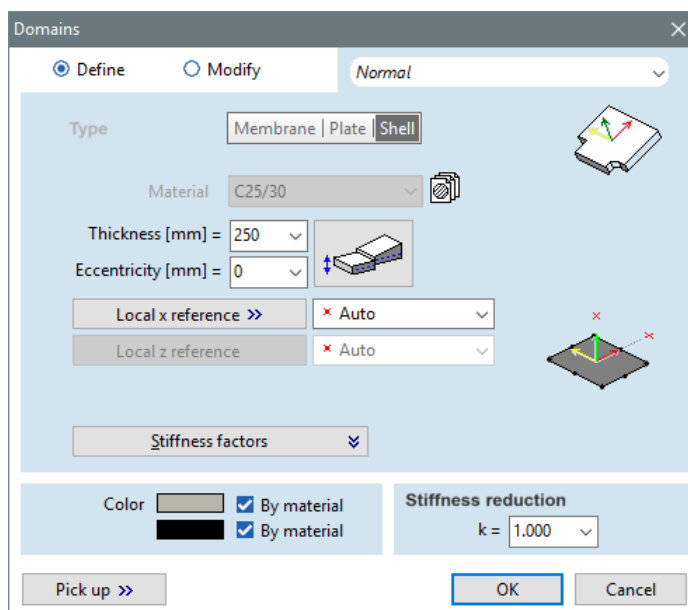 Domains
Define Modify Normal
Type Membrane | Plate | Shell
Material C25/30
Thickness [mm] = 250
Eccentricity [mm] = 0
Local x reference » Auto
Local z reference Auto
Stiffness factors
Color By material
By material
Stiffness reduction
k = 1.000
Pick up » OK Cancel